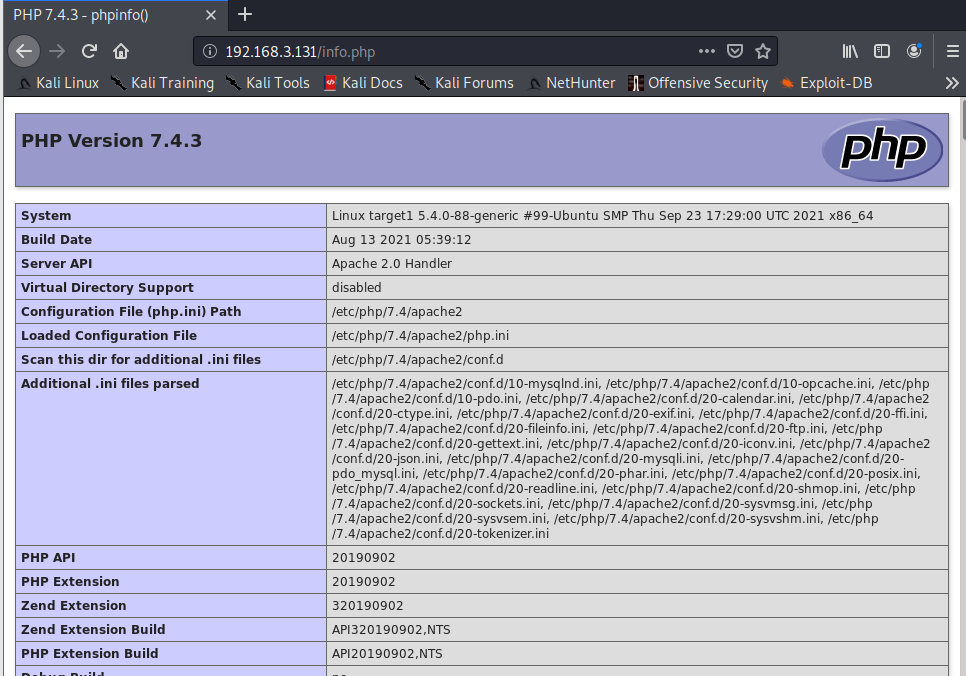 PHP 7.4.3 - phpinfo()
192.168.3.131/info.php
Kali Linux Kali Training Kali Tools Kali Docs Kali Forums NetHunter Offensive Security Exploit-DB
PHP Version 7.4.3
php
System Linux target1 5.4.0-88-generic #99-Ubuntu SMP Thu Sep 23 17:29:00 UTC 2021 x86_64
Build Date Aug 13 2021 05:39:12
Server API Apache 2.0 Handler
Virtual Directory Support disabled
Configuration File (php.ini) Path /etc/php/7.4/apache2
Loaded Configuration File /etc/php/7.4/apache2/php.ini
Scan this dir for additional .ini files /etc/php/7.4/apache2/conf.d
Additional .ini files parsed /etc/php/7.4/apache2/conf.d/10-mysqlnd.ini, /etc/php/7.4/apache2/conf.d/10-opcache.ini, /etc/php
/7.4/apache2/conf.d/10-pdo.ini, /etc/php/7.4/apache2/conf.d/20-calendar.ini, /etc/php/7.4/apache2
/conf.d/20-ctype.ini, /etc/php/7.4/apache2/conf.d/20-exif.ini, /etc/php/7.4/apache2/conf.d/20-ffi.ini,
/etc/php/7.4/apache2/conf.d/20-fileinfo.ini, /etc/php/7.4/apache2/conf.d/20-ftp.ini, /etc/php
/7.4/apache2/conf.d/20-gettext.ini, /etc/php/7.4/apache2/conf.d/20-iconv.ini, /etc/php/7.4/apache2
/conf.d/20-json.ini, /etc/php/7.4/apache2/conf.d/20-mysqli.ini, /etc/php/7.4/apache2/conf.d/20-
pdo_mysql.ini, /etc/php/7.4/apache2/conf.d/20-phar.ini, /etc/php/7.4/apache2/conf.d/20-posix.ini,
/etc/php/7.4/apache2/conf.d/20-readline.ini, /etc/php/7.4/apache2/conf.d/20-shmop.ini, /etc/php
/7.4/apache2/conf.d/20-sockets.ini, /etc/php/7.4/apache2/conf.d/20-sysvmsg.ini, /etc/php
/7.4/apache2/conf.d/20-sysvsem.ini, /etc/php/7.4/apache2/conf.d/20-sysvshm.ini, /etc/php
/7.4/apache2/conf.d/20-tokenizer.ini
PHP API 20190902
PHP Extension 20190902
Zend Extension 320190902
Zend Extension Build API320190902,NTS
PHP Extension Build API20190902,NTS
Debug Build no